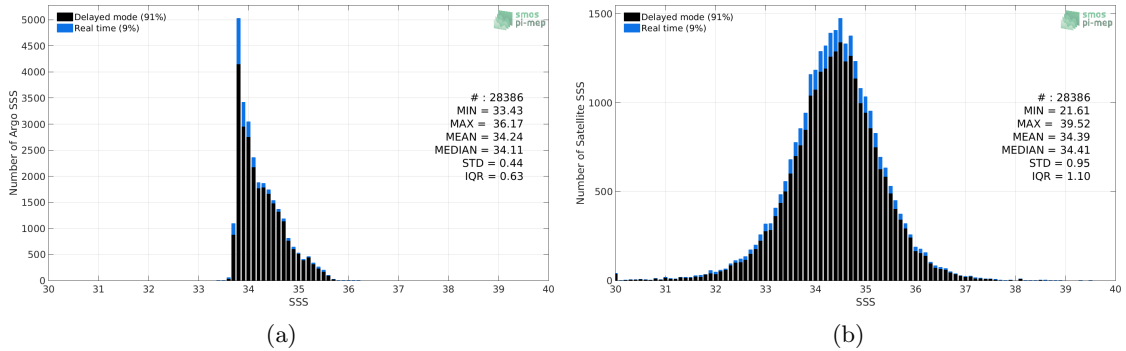 Delayed mode (91%)
Real time (9%)
smos
pi-mep
5000
4500
4000
3500
3000
2500
2000
1500
1000
500
0
Number of Argo SSS
# : 28386
MIN = 33.43
MAX = 36.17
MEAN = 34.24
MEDIAN = 34.11
STD = 0.44
IQR = 0.63
30 31 32 33 34 35 36 37 38 39 40
SSS
(a)
Delayed mode (91%)
Real time (9%)
smos
pi-mep
1500
1000
500
0
Number of Satellite SSS
# : 28386
MIN = 21.61
MAX = 39.52
MEAN = 34.39
MEDIAN = 34.41
STD = 0.95
IQR = 1.10
30 31 32 33 34 35 36 37 38 39 40
SSS
(b)